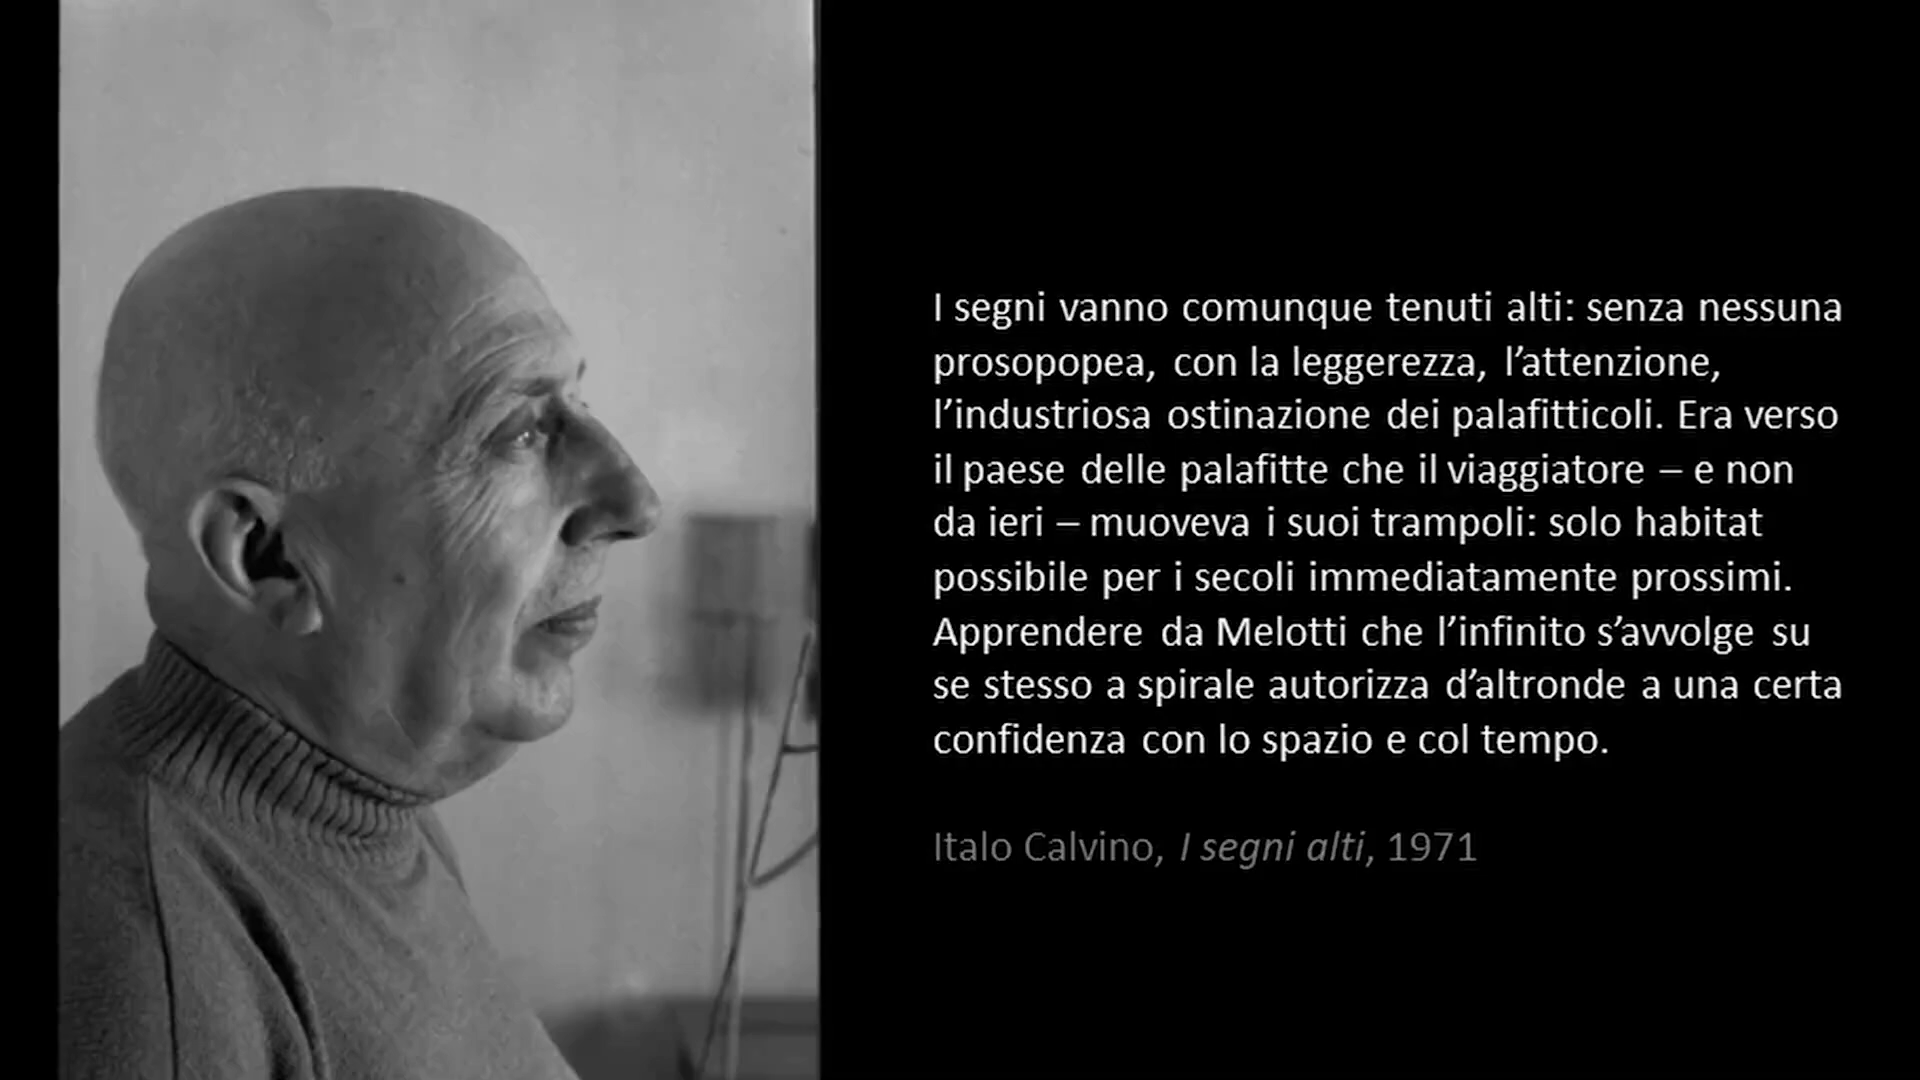 I segni vanno comunque tenuti alti: senza nessuna
prosopopea, con la leggerezza, l’attenzione,
l’industriosa ostinazione dei palafitticoli. Era verso
il paese delle palafitte che il viaggiatore – e non
da ieri – muoveva i suoi trampoli: solo habitat
possibile per i secoli immediatamente prossimi.
Apprendere da Melotti che l’infinito s’avvolge su
se stesso a spirale autorizza d’altronde a una certa
confidenza con lo spazio e col tempo.
Italo Calvino, I segni alti, 1971